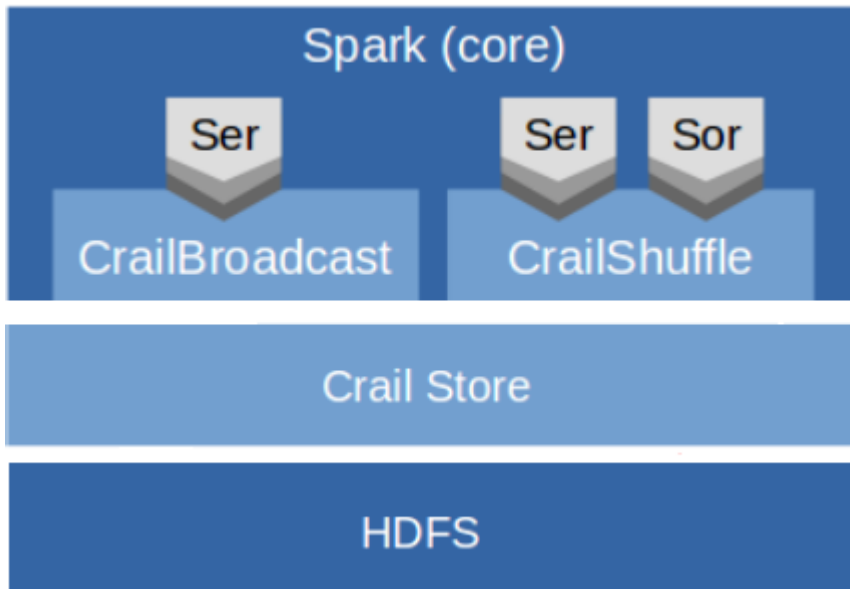 Spark (core)
Ser
Ser
Sor
CrailBroadcast
CrailShuffle
Crail Store
HDFS